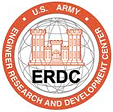 U.S. ARMY
ERDC
ENGINEER RESEARCH AND DEVELOPMENT CENTER